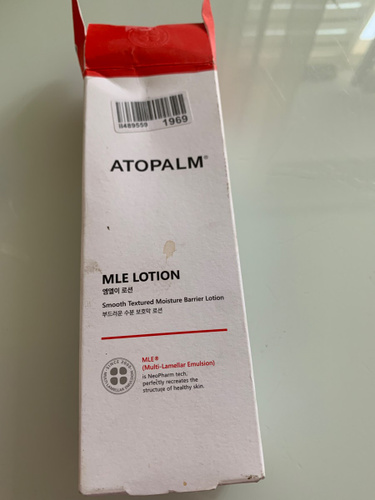 H489559 1969
ATOPALM®
MLE LOTION
엠엘이 로션
Smooth Textured Moisture Barrier Lotion
부드러운 수분 보호막 로션
MLE®
(Multi-Lamellar Emulsion)
is NeoPharm tech.
perfectly recreates the
structure of healthy skin.